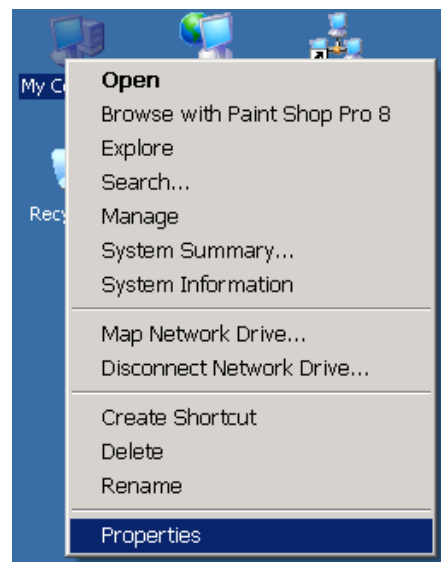 My C
Open
Browse with Paint Shop Pro 8
Explore
Search...
Recy
Manage
System Summary...
System Information
Map Network Drive...
Disconnect Network Drive...
Create Shortcut
Delete
Rename
Properties